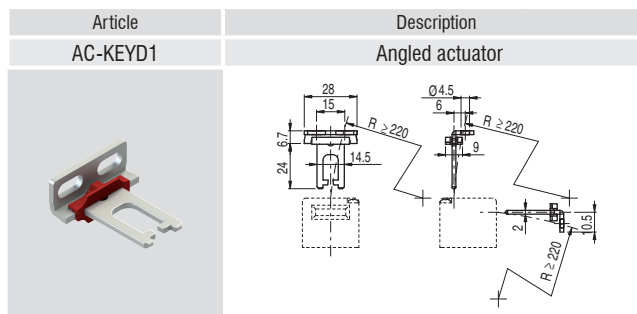 Article
Description
AC-KEYD1
Angled actuator
28
15
R ≥220
6.7
24
14.5
Ø4.5
6
R ≥220
9
2
10.5
R ≥ 220